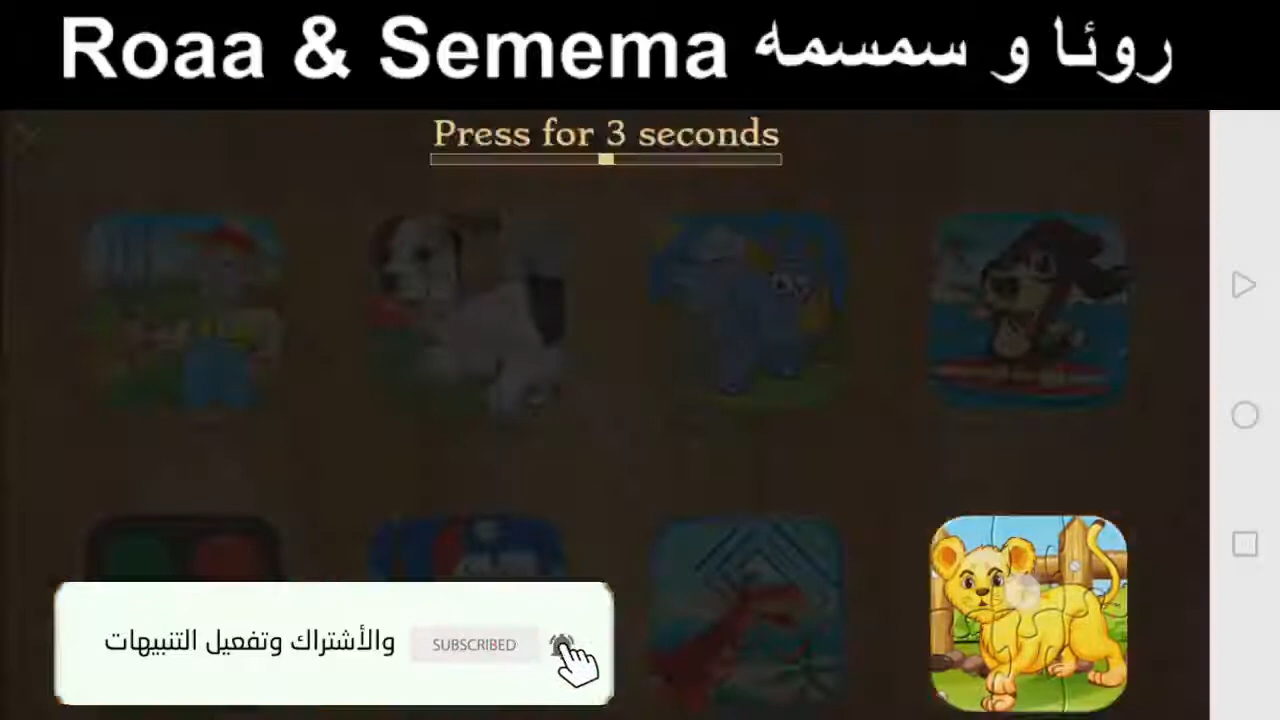 Roaa & Semema روئا و سمسمه
Press for 3 seconds
والأشتراك وتفعيل التنبيهات SUBSCRIBED